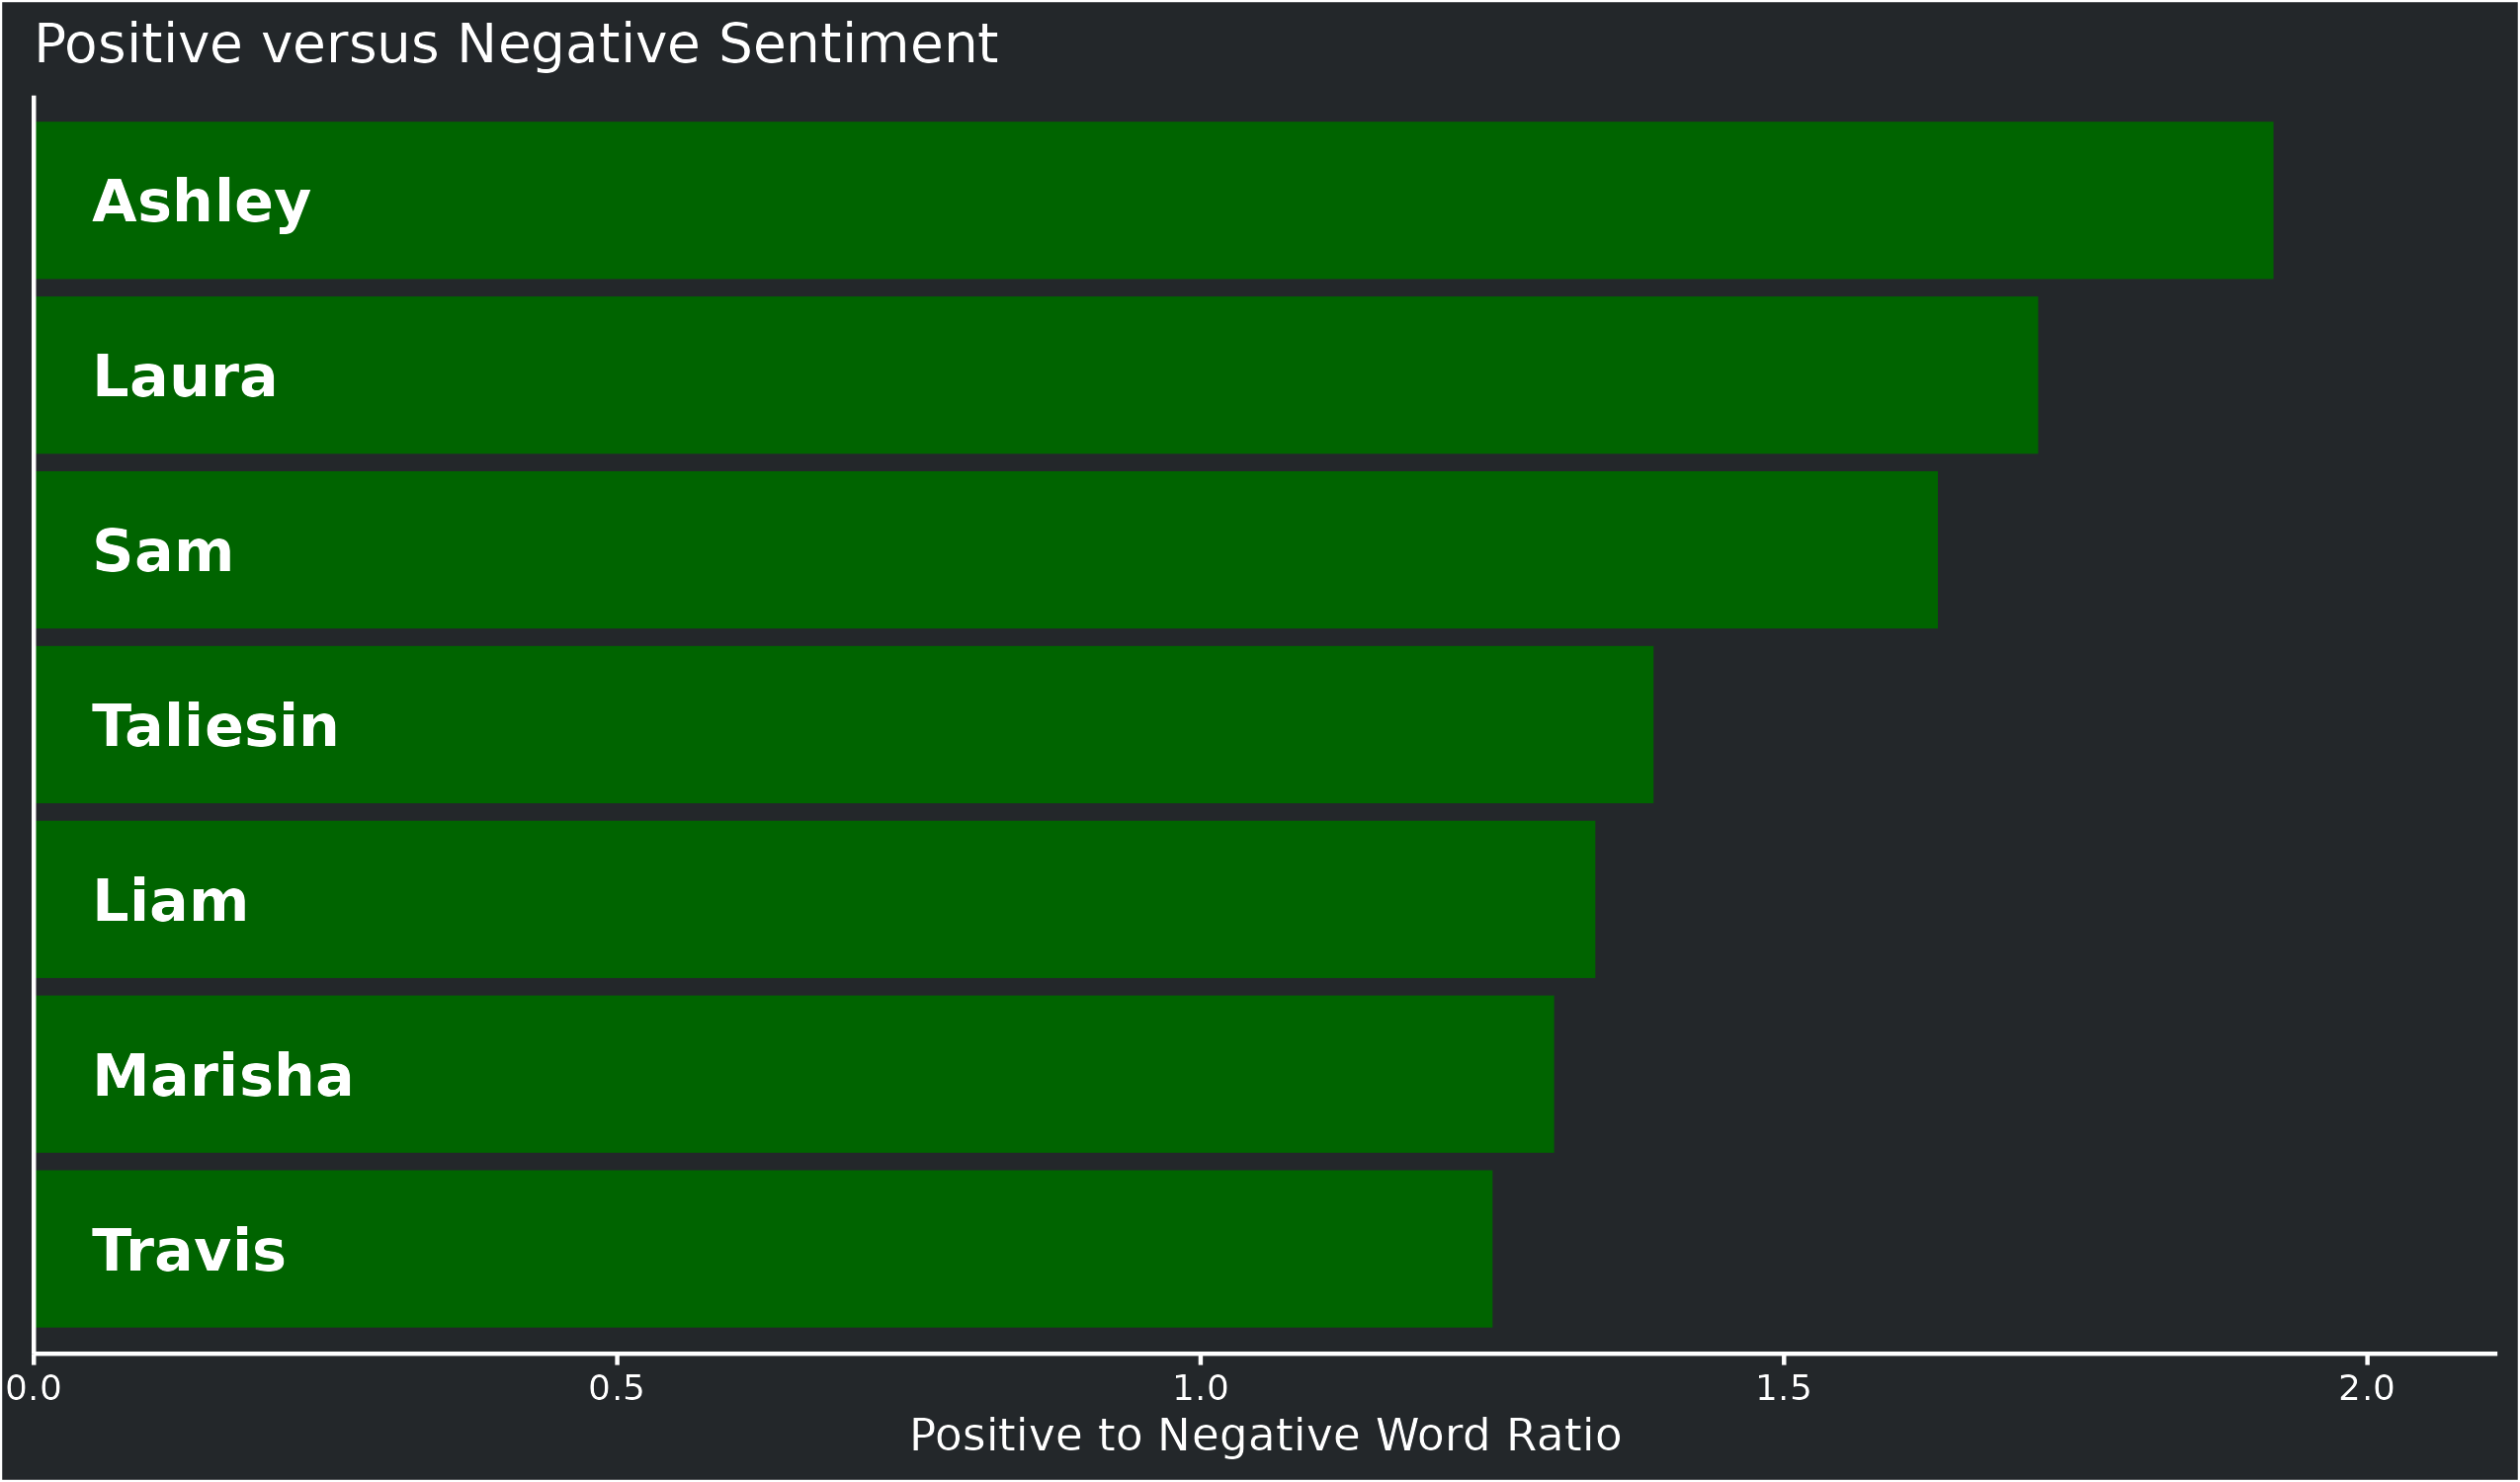 Positive versus Negative Sentiment
Ashley
Laura
Sam
Taliesin
Liam
Marisha
Travis
0.0 0.5 1.0 1.5 2.0
Positive to Negative Word Ratio